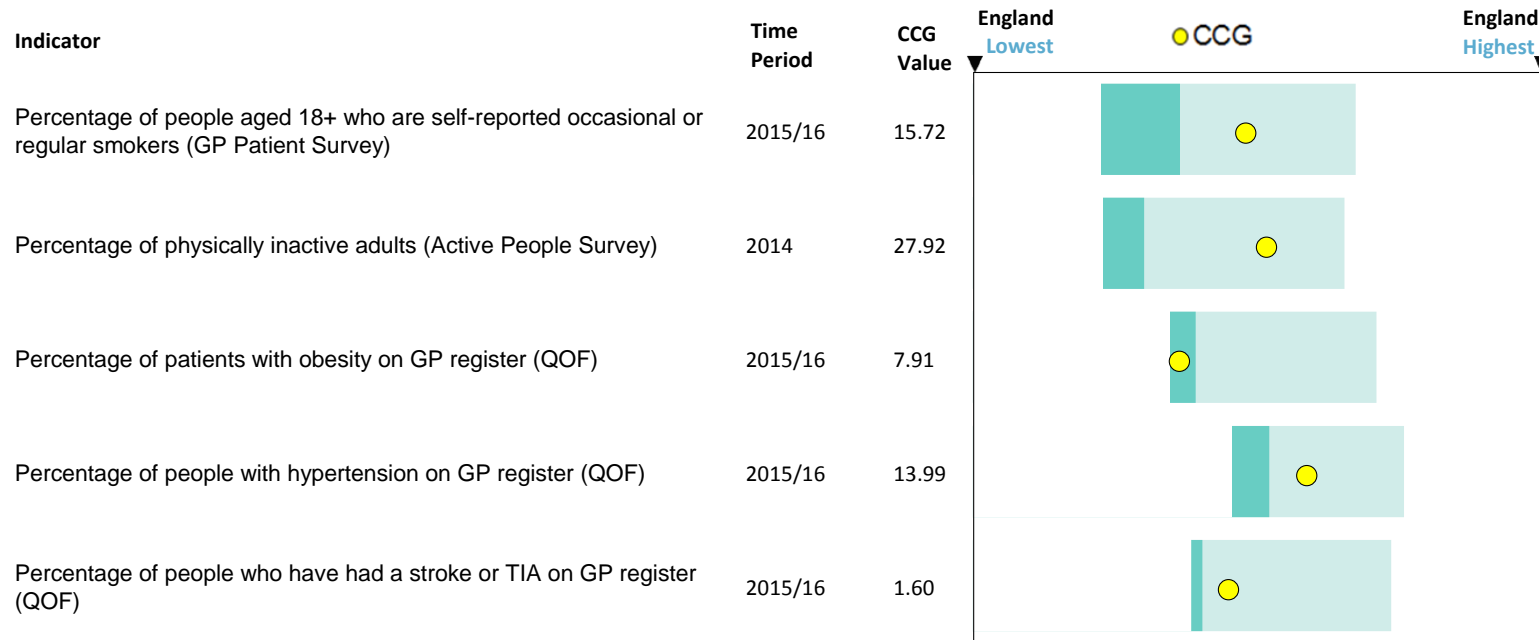 Indicator
Time
Period
CCG
Value
England
Lowest
CCG
England
Highest
Percentage of people aged 18+ who are self-reported occasional or
regular smokers (GP Patient Survey)
2015/16
15.72
Percentage of physically inactive adults (Active People Survey)
2014
27.92
Percentage of patients with obesity on GP register (QOF)
2015/16
7.91
Percentage of people with hypertension on GP register (QOF)
2015/16
13.99
Percentage of people who have had a stroke or TIA on GP register
(QOF)
2015/16
1.60